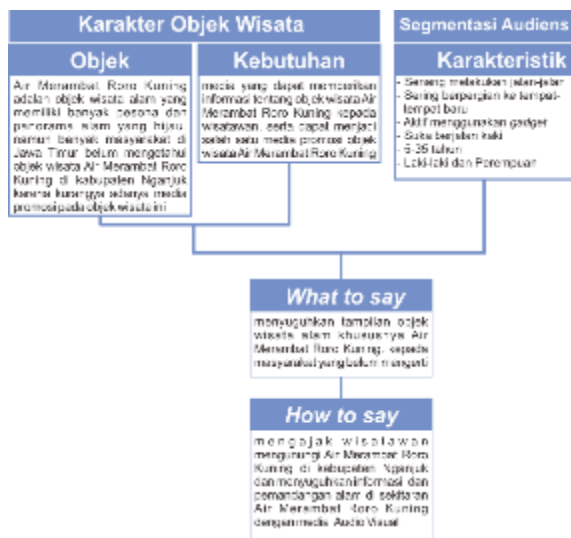 Karakter Objek Wisata
Objek
Air Merambat Roro Kuning
adalah objek wisata alam yang
memiliki banyak pesona dan
panorama alam yang hijau,
namun banyak masyarakat di
Jawa Timur belum mengetahui
objek wisata Air Merambat Roro
Kuning di kabupaten Nganjuk
karena kurangya adanya media
promosi pada objek wisata ini
Kebutuhan
media yang dapat memberikan
informasi tentang objek wisata Air
Merambat Roro Kuning kepada
wisatawan, serta dapat menjadi
salah satu media promosi objek
wisata Air Merambat Roro Kuning
Segmentasi Audiens
Karakteristik
- Senang melakukan jalan-jalan
- Sering berpergian ke tempat-
tempat baru
- Aktif menggunakan gadget
- Suka berjalan kaki
- 6-35 tahun
- Laki-laki dan Perempuan
What to say
menyuguhkan tampilan objek
wisata alam khususnya Air
Merambat Roro Kuning, kepada
masyarakat yang belum mengerti
How to say
mengajak wisatawan
mengunungi Air Merambat Roro
Kuning di kabupaten Nganjuk
dan menyuguhkan informasi dan
pemandangan alam di sekitaran
Air Merambat Roro Kuning
dengan media Audio Visual